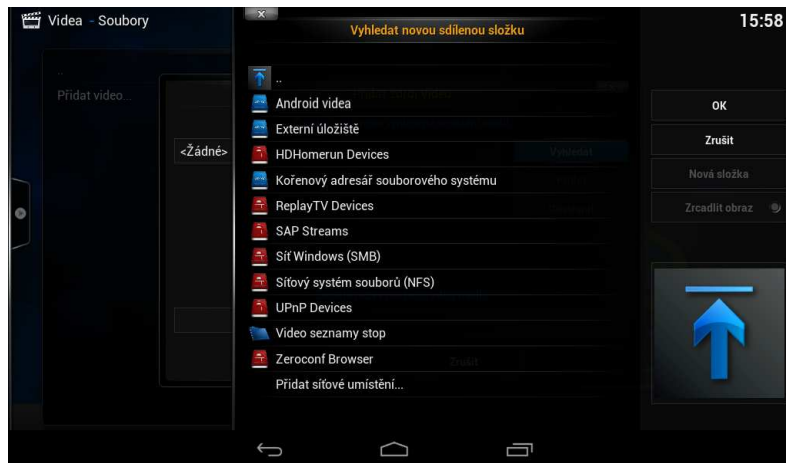 Videa - Soubory
Vyhledat novou sdílenou složku
15:58
..
Přidat video...
<Žádné>
..
Android videa
Externí úložiště
HDHomerun Devices
Kořenový adresář souborového systému
ReplayTV Devices
SAP Streams
Síť Windows (SMB)
Síťový systém souborů (NFS)
UPnP Devices
Video seznamy stop
Zeroconf Browser
Přidat síťové umístění...
Vyhledat
Zrušit
OK
Zrušit
Nová složka
Zrcadlit obraz